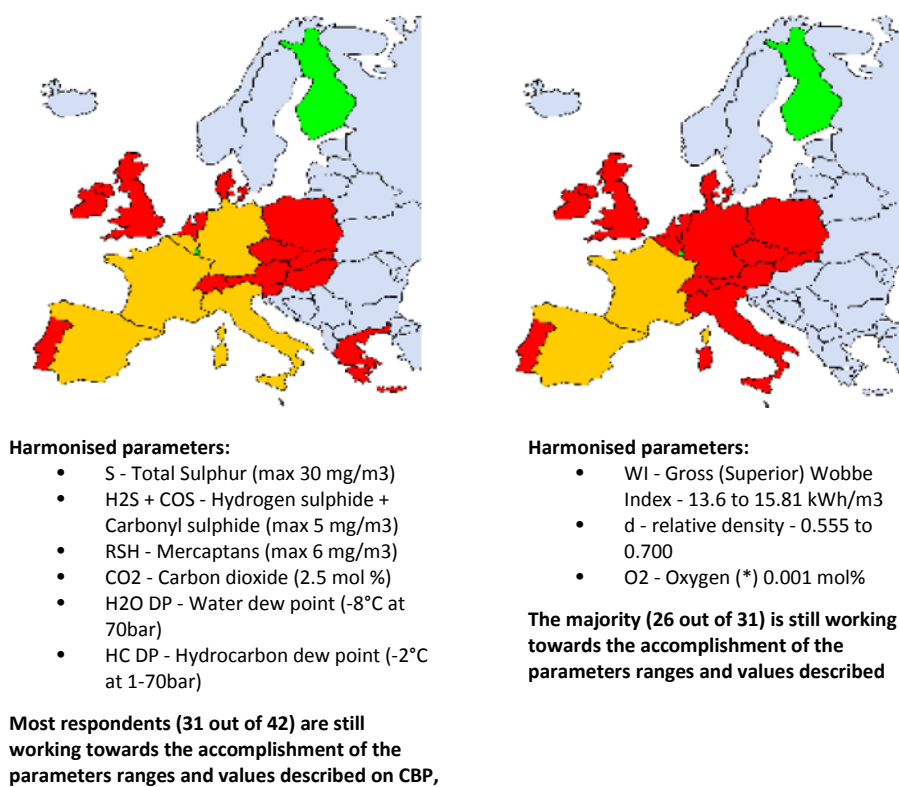 Harmonised parameters:
• S - Total Sulphur (max 30 mg/m3)
• H2S + COS - Hydrogen sulphide +
Carbonyl sulphide (max 5 mg/m3)
• RSH - Mercaptans (max 6 mg/m3)
• CO2 - Carbon dioxide (2.5 mol %)
• H2O DP - Water dew point (-8°C at
70bar)
• HC DP - Hydrocarbon dew point (-2°C
at 1-70bar)
Most respondents (31 out of 42) are still
working towards the accomplishment of the
parameters ranges and values described on CBP,
Harmonised parameters:
• WI - Gross (Superior) Wobbe
Index - 13.6 to 15.81 kWh/m3
• d - relative density - 0.555 to
0.700
• O2 - Oxygen (*) 0.001 mol%
The majority (26 out of 31) is still working
towards the accomplishment of the
parameters ranges and values described